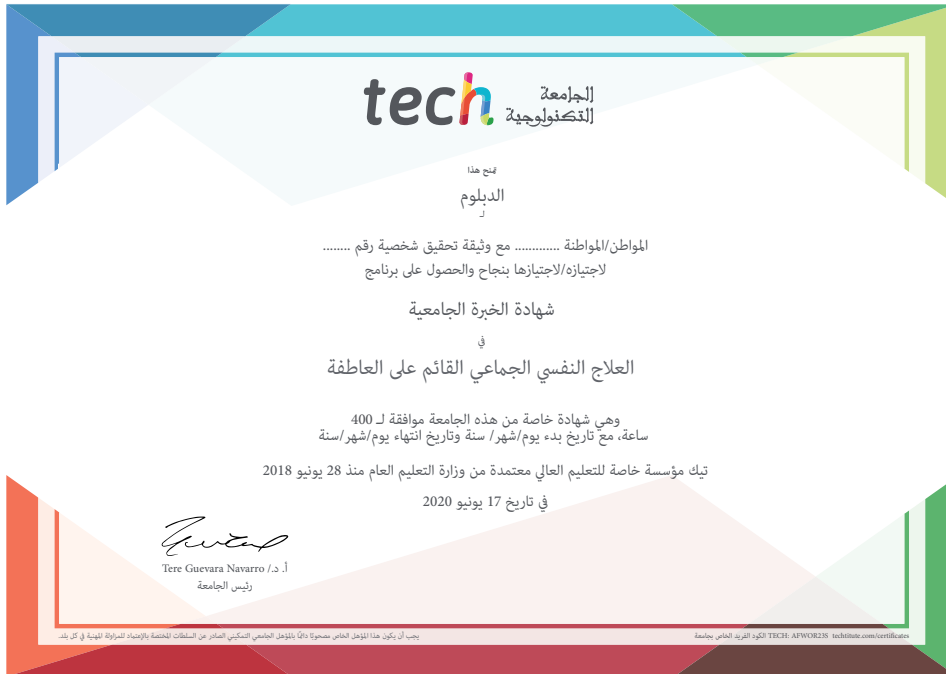 tech الجامعة
التكنولوجية
تمنح هذا
الدبلوم
لـ
المواطن/المواطنة ............. مع وثيقة تحقيق شخصية رقم ........
لاجتيازه/لاجتيازها بنجاح والحصول على برنامج
شهادة الخبرة الجامعية
في
العلاج النفسي الجماعي القائم على العاطفة
وهي شهادة خاصة من هذه الجامعة موافقة لـ 400
ساعة، مع تاريخ بدء يوم/شهر/ سنة وتاريخ انتهاء يوم/شهر/سنة
تيك مؤسسة خاصة للتعليم العالي معتمدة من وزارة التعليم العام منذ 28 يونيو 2018
في تاريخ 17 يونيو 2020
أ. د./ Tere Guevara Navarro
رئيس الجامعة
يجب أن يكون هذا المؤهل الخاص مصحوبًا دائمًا بالمؤهل الجامعي التمكيني الصادر عن السلطات المختصة بالإعتماد للمزاولة المهنية في كل بلد.
الكود الفريد الخاص بجامعة TECH: AFWOR23S techtitute.com/certificates